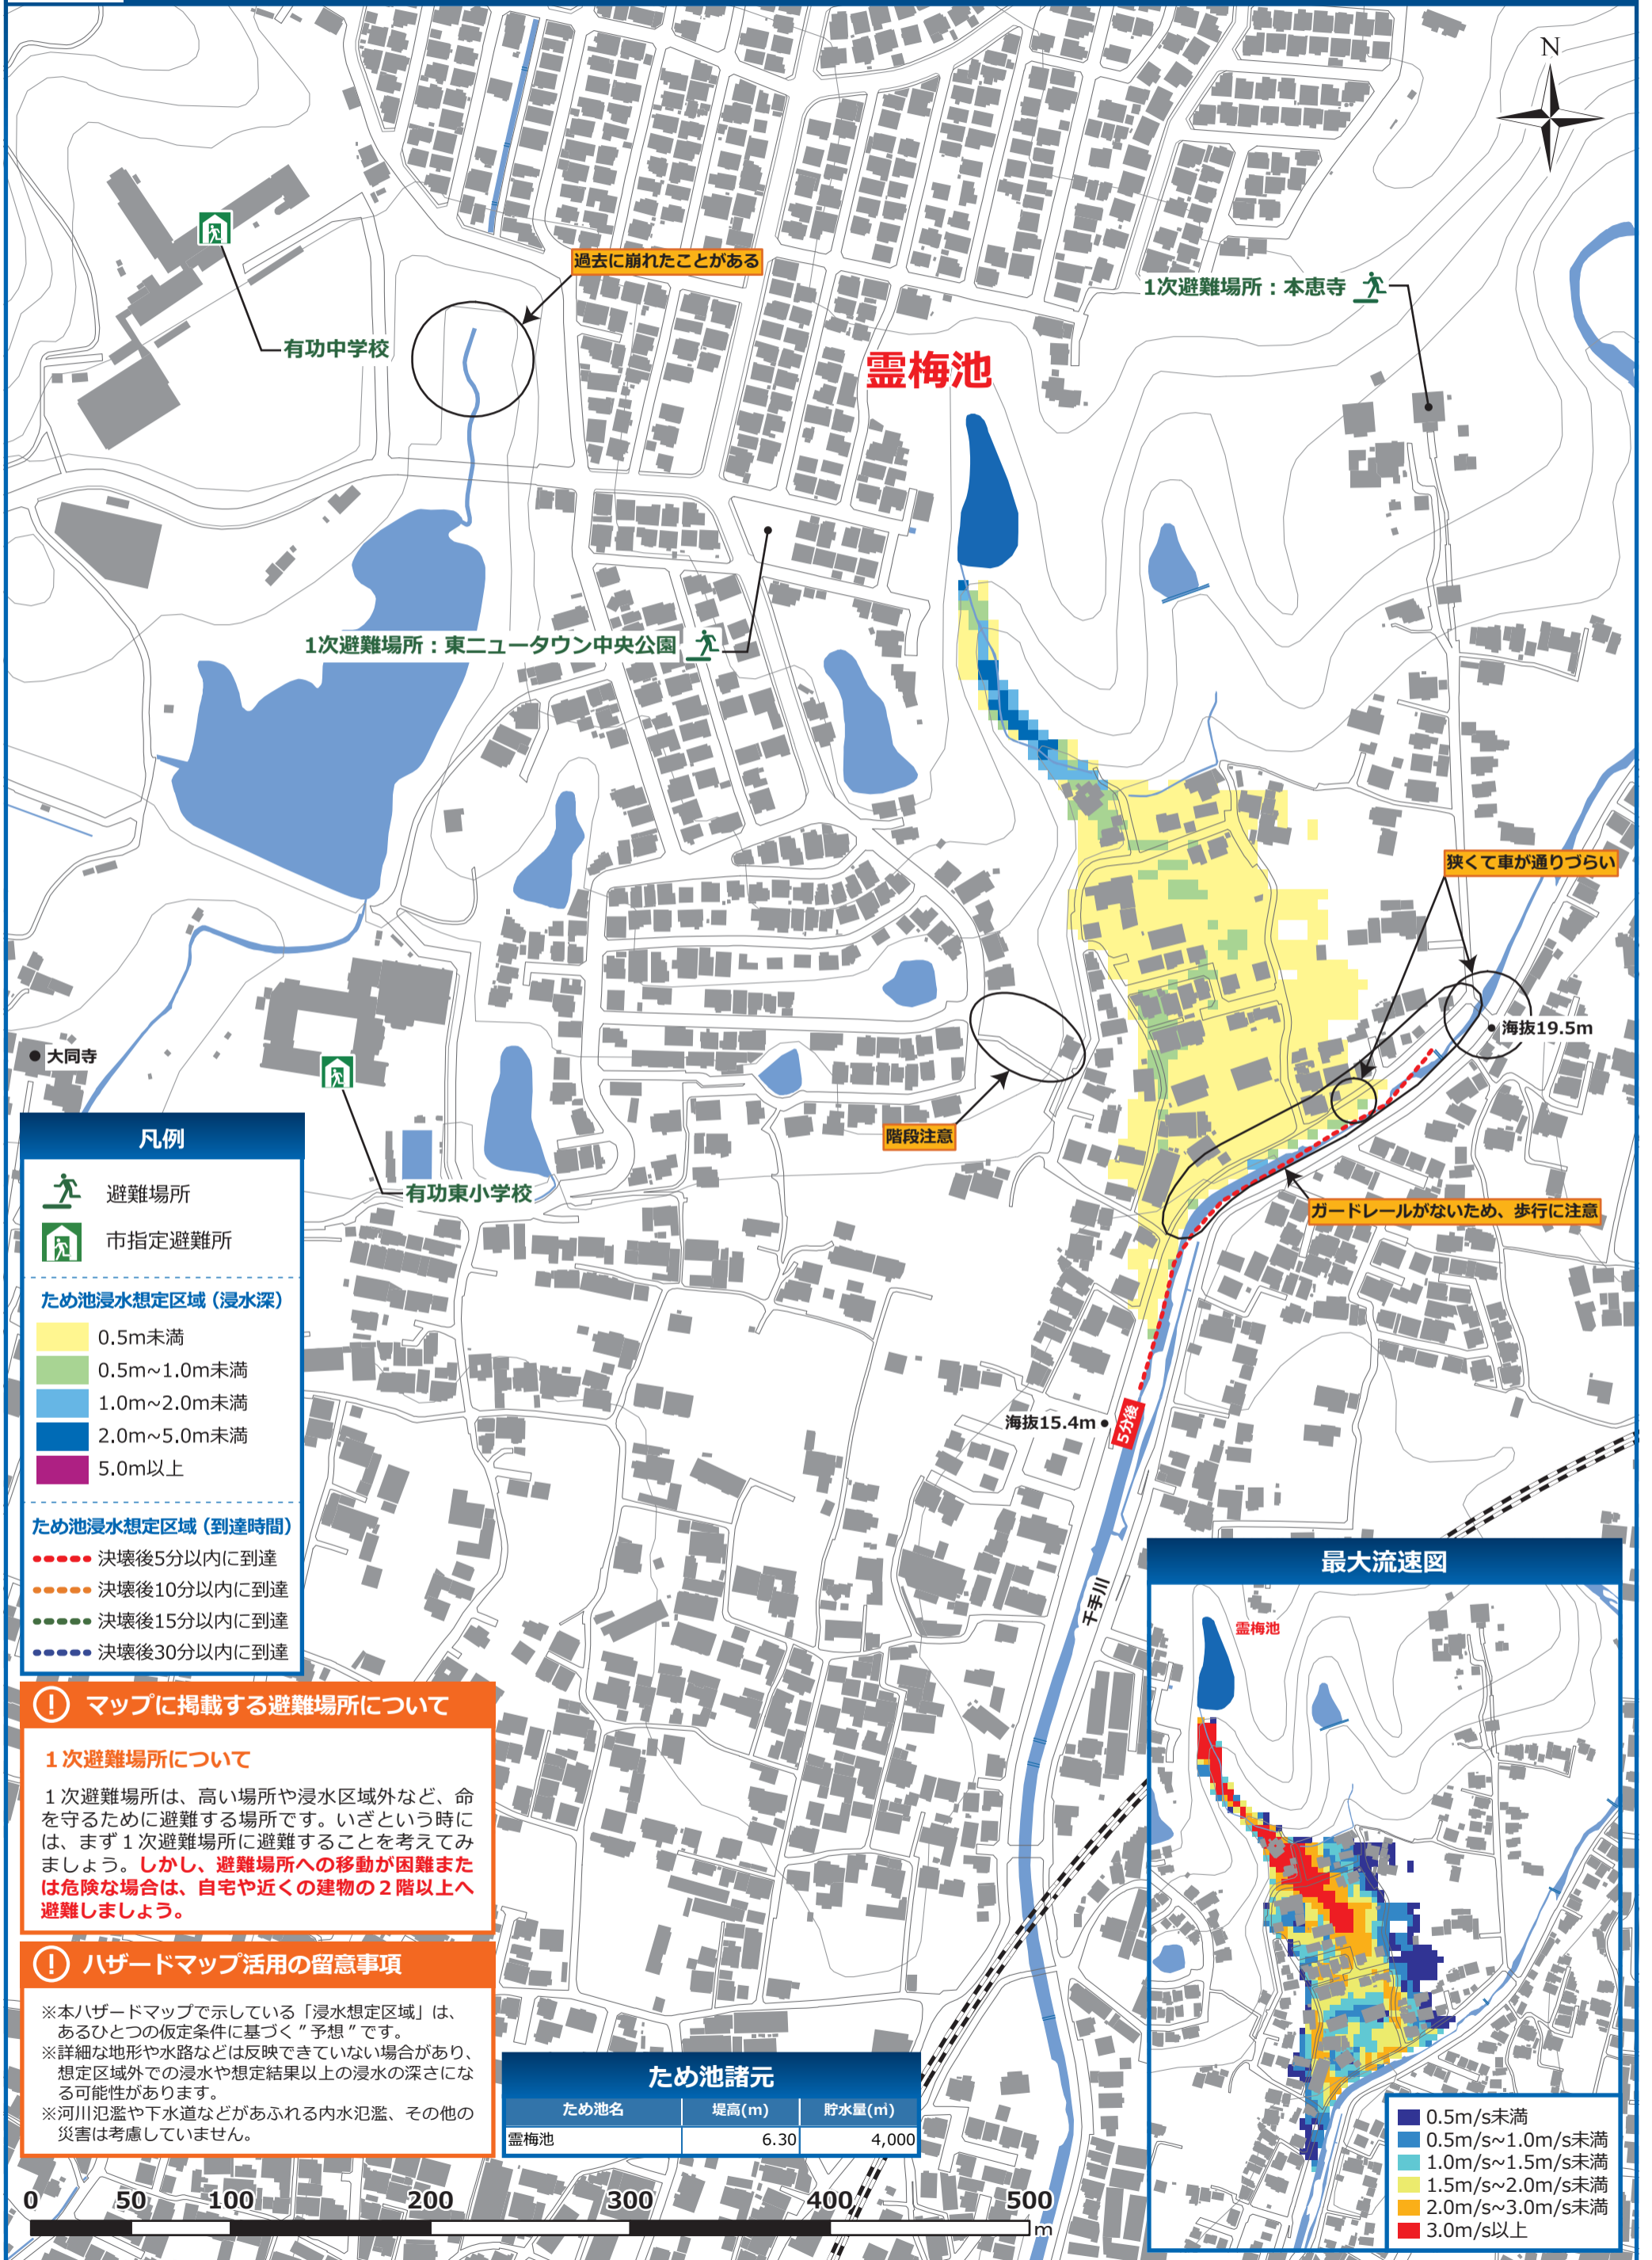 N
過去に崩れたことがある
1次避難場所：本恵寺
有功中学校
霊梅池
1次避難場所：東ニュータウン中央公園
狭くて車が通りづらい
海抜19.5m
大同寺
階段注意
有功東小学校
ガードレールがないため、歩行に注意
海抜15.4m
5分後
千手川
凡例
避難場所
市指定避難所
ため池浸水想定区域（浸水深）
0.5m未満
0.5m~1.0m未満
1.0m~2.0m未満
2.0m~5.0m未満
5.0m以上
ため池浸水想定区域（到達時間）
決壊後5分以内に到達
決壊後10分以内に到達
決壊後15分以内に到達
決壊後30分以内に到達
マップに掲載する避難場所について
１次避難場所について
１次避難場所は、高い場所や浸水区域外など、命
を守るために避難する場所です。いざという時に
は、まず１次避難場所に避難することを考えてみ
ましょう。しかし、避難場所への移動が困難また
は危険な場合は、自宅や近くの建物の２階以上へ
避難しましょう。
ハザードマップ活用の留意事項
※本ハザードマップで示している「浸水想定区域」は、
あるひとつの仮定条件に基づく”予想”です。
※詳細な地形や水路などは反映できていない場合があり、
想定区域外での浸水や想定結果以上の浸水の深さにな
る可能性があります。
※河川氾濫や下水道などがあふれる内水氾濫、その他の
災害は考慮していません。
ため池諸元
ため池名 堤高(m) 貯水量(㎥)
霊梅池 6.30 4,000
0 50 100 200 300 400 500 m
最大流速図
霊梅池
0.5m/s未満
0.5m/s~1.0m/s未満
1.0m/s~1.5m/s未満
1.5m/s~2.0m/s未満
2.0m/s~3.0m/s未満
3.0m/s以上